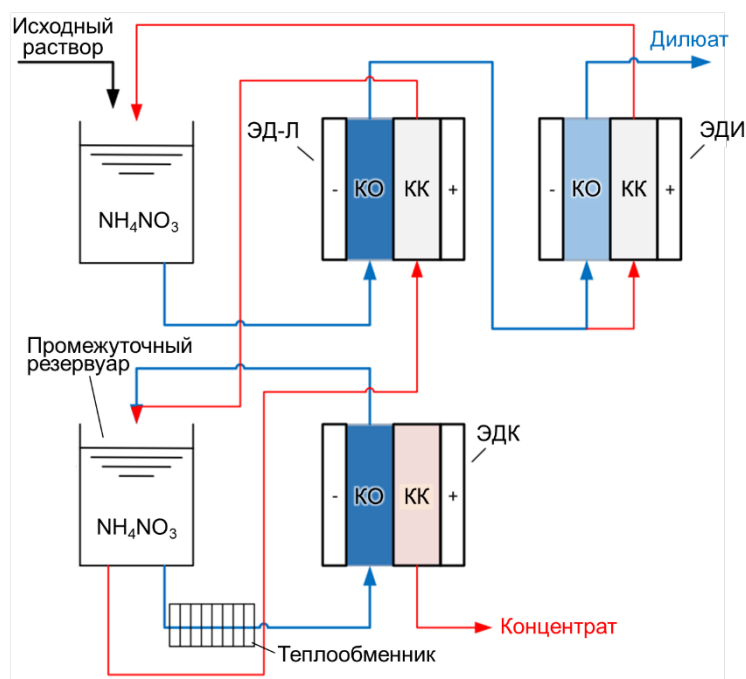 Исходный
раствор
Дилюат
ЭД-Л
ЭДИ
- КО КК +
- КО КК +
NH₄NO₃
Промежуточный
резервуар
ЭДК
- КО КК +
NH₄NO₃
Концентрат
Теплообменник